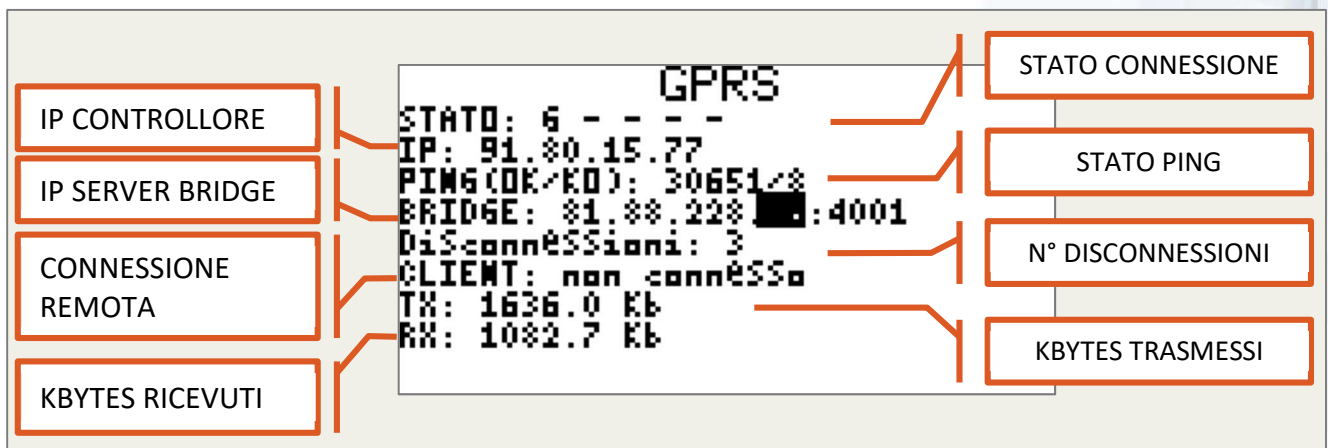 IP CONTROLLORE
IP SERVER BRIDGE
CONNESSIONE
REMOTA
KBYTES RICEVUTI
GPRS
STATO: 6 - - - -
IP: 91.80.15.77
PING(OK/KO): 30651/8
BRIDGE: 81.88.228. :4001
Disconnessioni: 3
CLIENT: non connesso
TX: 1636.0 Kb
RX: 1082.7 Kb
STATO CONNESSIONE
STATO PING
N° DISCONNESSIONI
KBYTES TRASMESSI